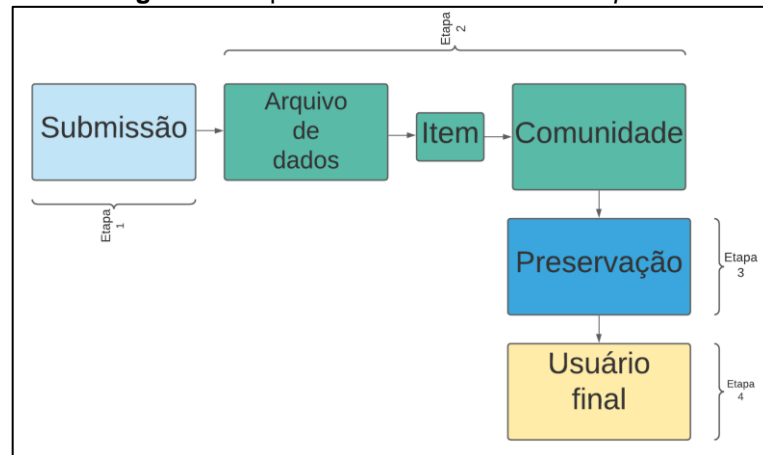 Etapa
2
Submissão
Arquivo
de
dados
Item
Comunidade
Etapa
1
Preservação
Etapa
3
Usuário
final
Etapa
4